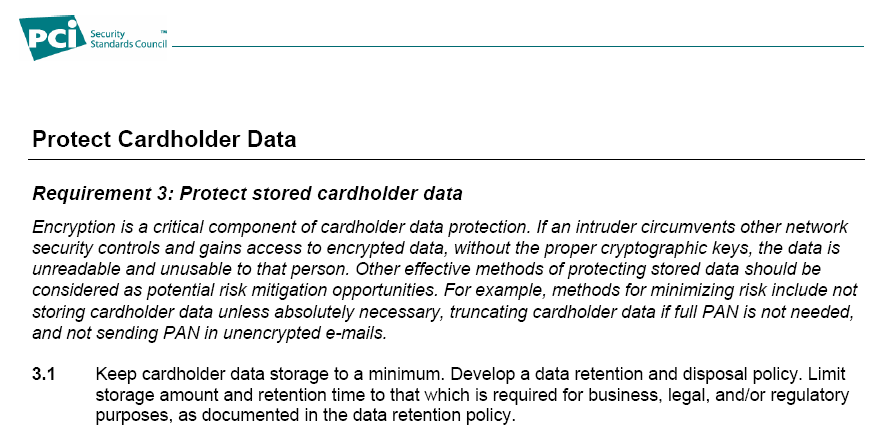 PCi Security
Standards Council ™
Protect Cardholder Data
Requirement 3: Protect stored cardholder data
Encryption is a critical component of cardholder data protection. If an intruder circumvents other network
security controls and gains access to encrypted data, without the proper cryptographic keys, the data is
unreadable and unusable to that person. Other effective methods of protecting stored data should be
considered as potential risk mitigation opportunities. For example, methods for minimizing risk include not
storing cardholder data unless absolutely necessary, truncating cardholder data if full PAN is not needed,
and not sending PAN in unencrypted e-mails.
3.1 Keep cardholder data storage to a minimum. Develop a data retention and disposal policy. Limit
storage amount and retention time to that which is required for business, legal, and/or regulatory
purposes, as documented in the data retention policy.